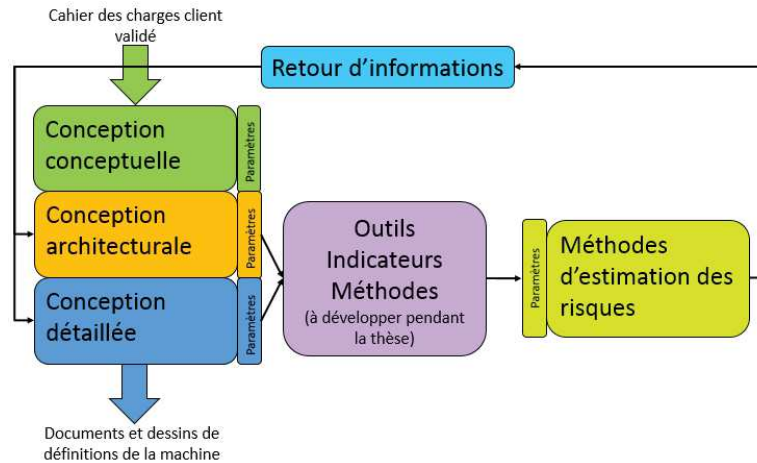 Cahier des charges client
validé
Retour d'informations
Conception
conceptuelle
Paramètres
Conception
architecturale
Paramètres
Conception
détaillée
Paramètres
Outils
Indicateurs
Méthodes
(à développer pendant
la thèse)
Paramètres
Méthodes
d'estimation des
risques
Documents et dessins de
définitions de la machine